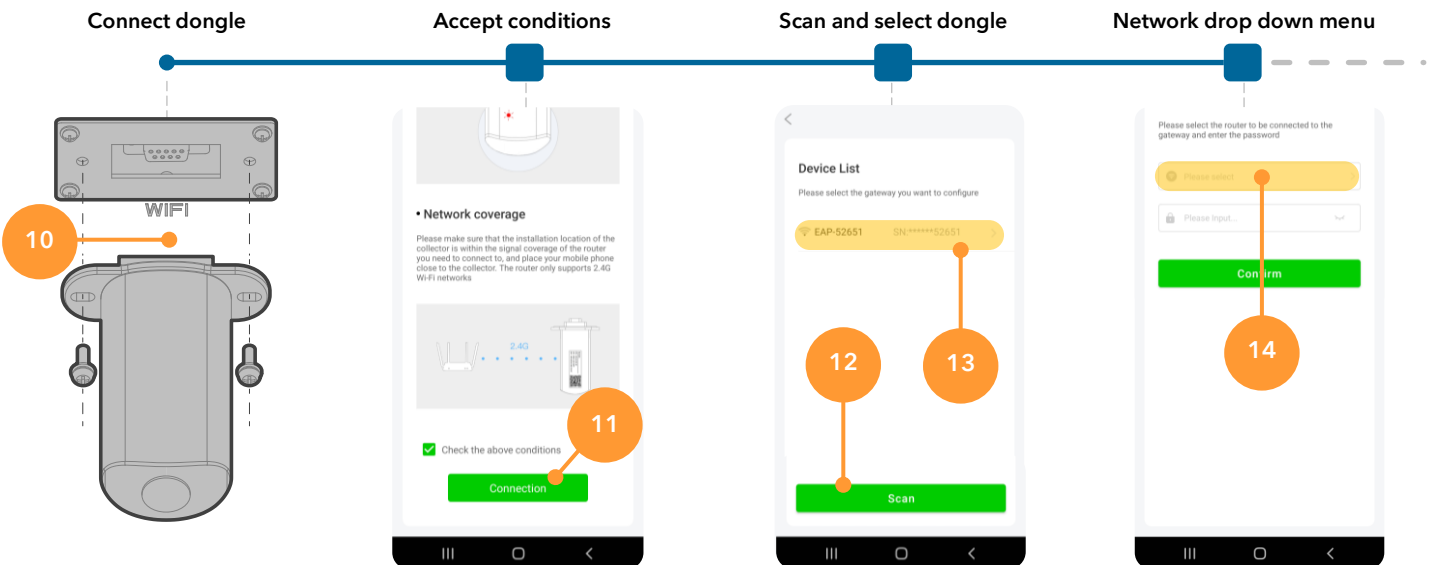 Connect dongle
Accept conditions
Scan and select dongle
Network drop down menu
WIFI
10
• Network coverage
Please make sure that the installation location of the
collector is within the signal coverage of the router
you need to connect to, and place your mobile phone
close to the collector. The router only supports 2.4G
Wi-Fi networks
2.4G
11
Check the above conditions
Connection
Device List
Please select the gateway you want to configure
EAP-52651 SN:******52651
12
13
Scan
Please select the router to be connected to the
gateway and enter the password
Please select
Please Input...
Confirm
14